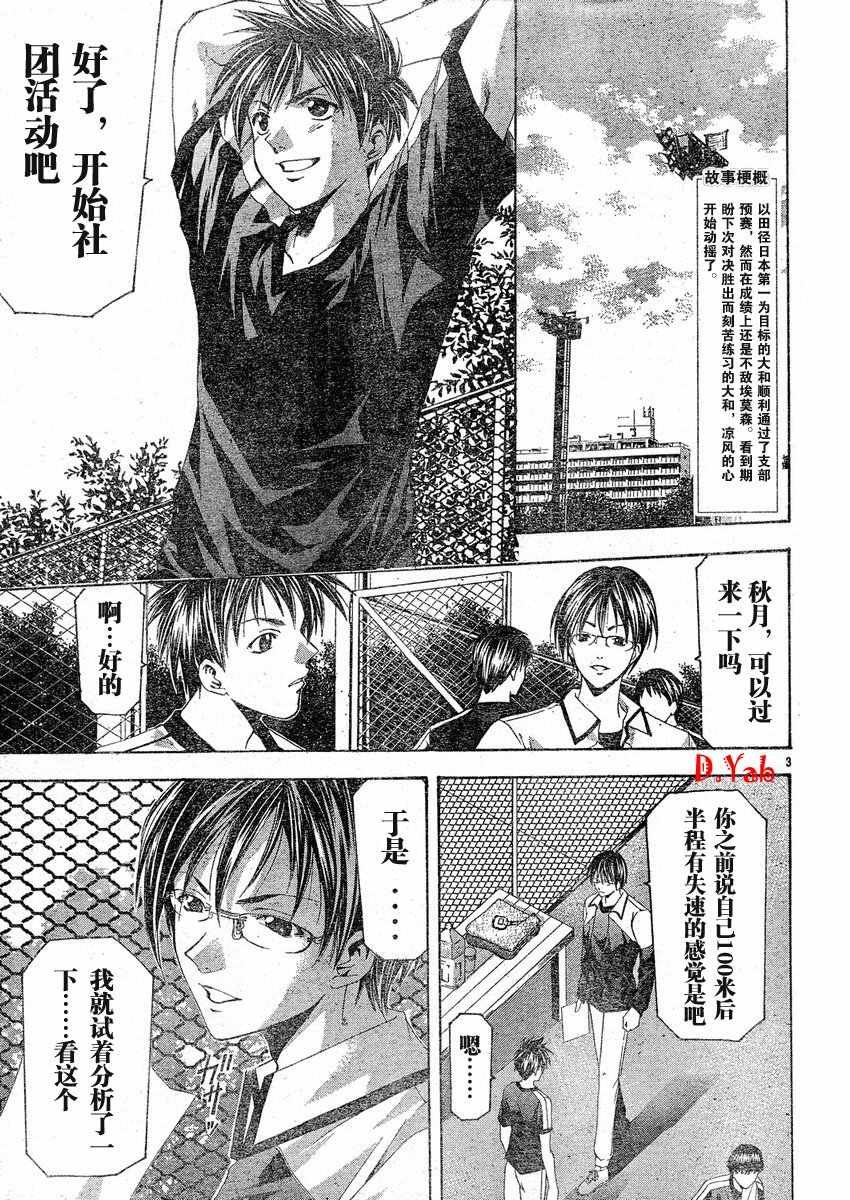 故事梗概
以田径日本第一为目标的大和顺利通过了支部
预赛，然而在成绩上还是不敌埃莫森。看到期
盼下次对决胜出而刻苦练习的大和，凉风的心
开始动摇了。
好了，开始社
团活动吧
秋月，可以过
来一下吗
啊…好的
3
D.Yab
你之前说自己100米后
半程有失速的感觉是吧
嗯……
于是
....
我就试着分析了一
下……看这个
ガサ